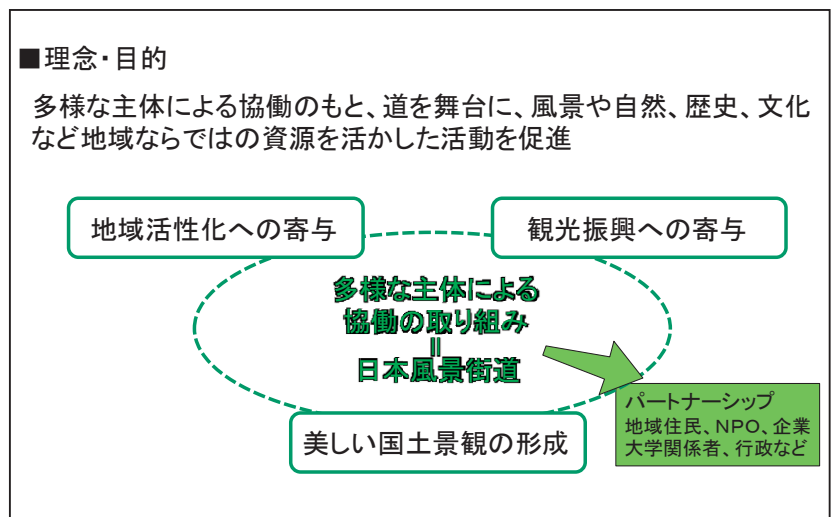 ■理念・目的
多様な主体による協働のもと、道を舞台に、風景や自然、歴史、文化
など地域ならではの資源を活かした活動を促進
地域活性化への寄与
観光振興への寄与
多様な主体による
協働の取り組み
=
日本風景街道
パートナーシップ
地域住民、NPO、企業
大学関係者、行政など
美しい国土景観の形成